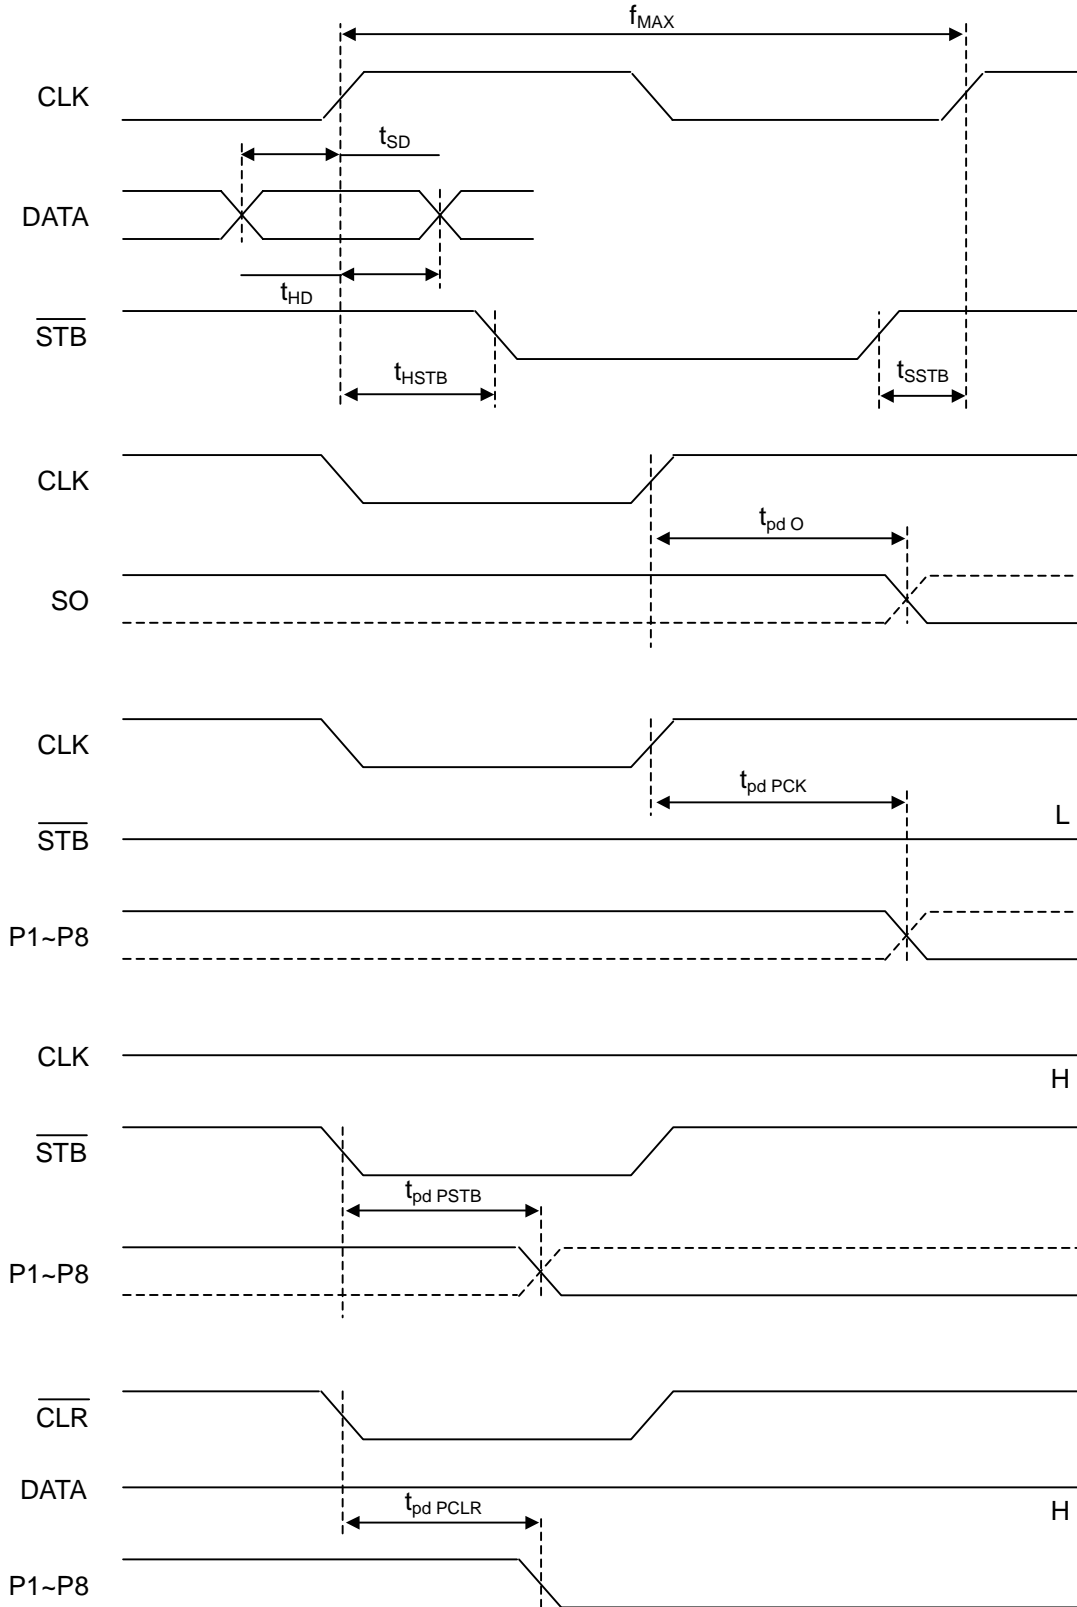 fMAX
CLK
tSD
DATA
tHD
STB
tHSTB
tSSTB
CLK
tpd O
SO
CLK
tpd PCK
L
STB
P1~P8
CLK
H
STB
tpd PSTB
P1~P8
CLR
DATA
H
tpd PCLR
P1~P8